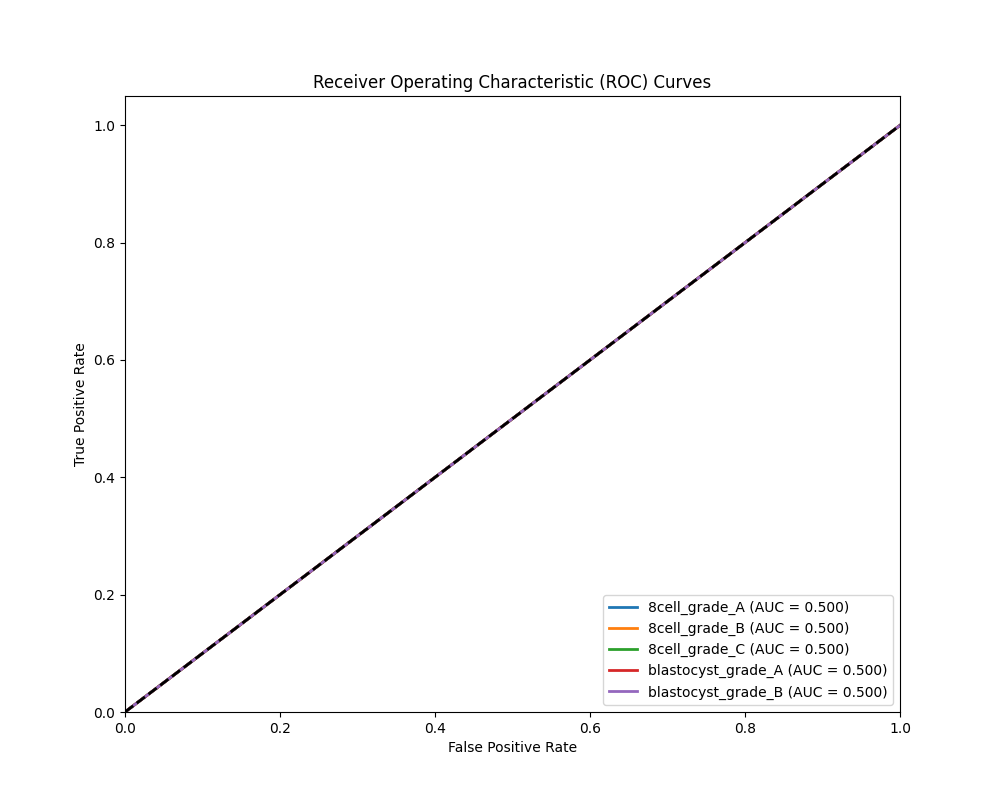 Receiver Operating Characteristic (ROC) Curves
1.0
0.8
0.6
0.4
0.2
0.0
True Positive Rate
8cell_grade_A (AUC = 0.500)
8cell_grade_B (AUC = 0.500)
8cell_grade_C (AUC = 0.500)
blastocyst_grade_A (AUC = 0.500)
blastocyst_grade_B (AUC = 0.500)
0.0 0.2 0.4 0.6 0.8 1.0
False Positive Rate